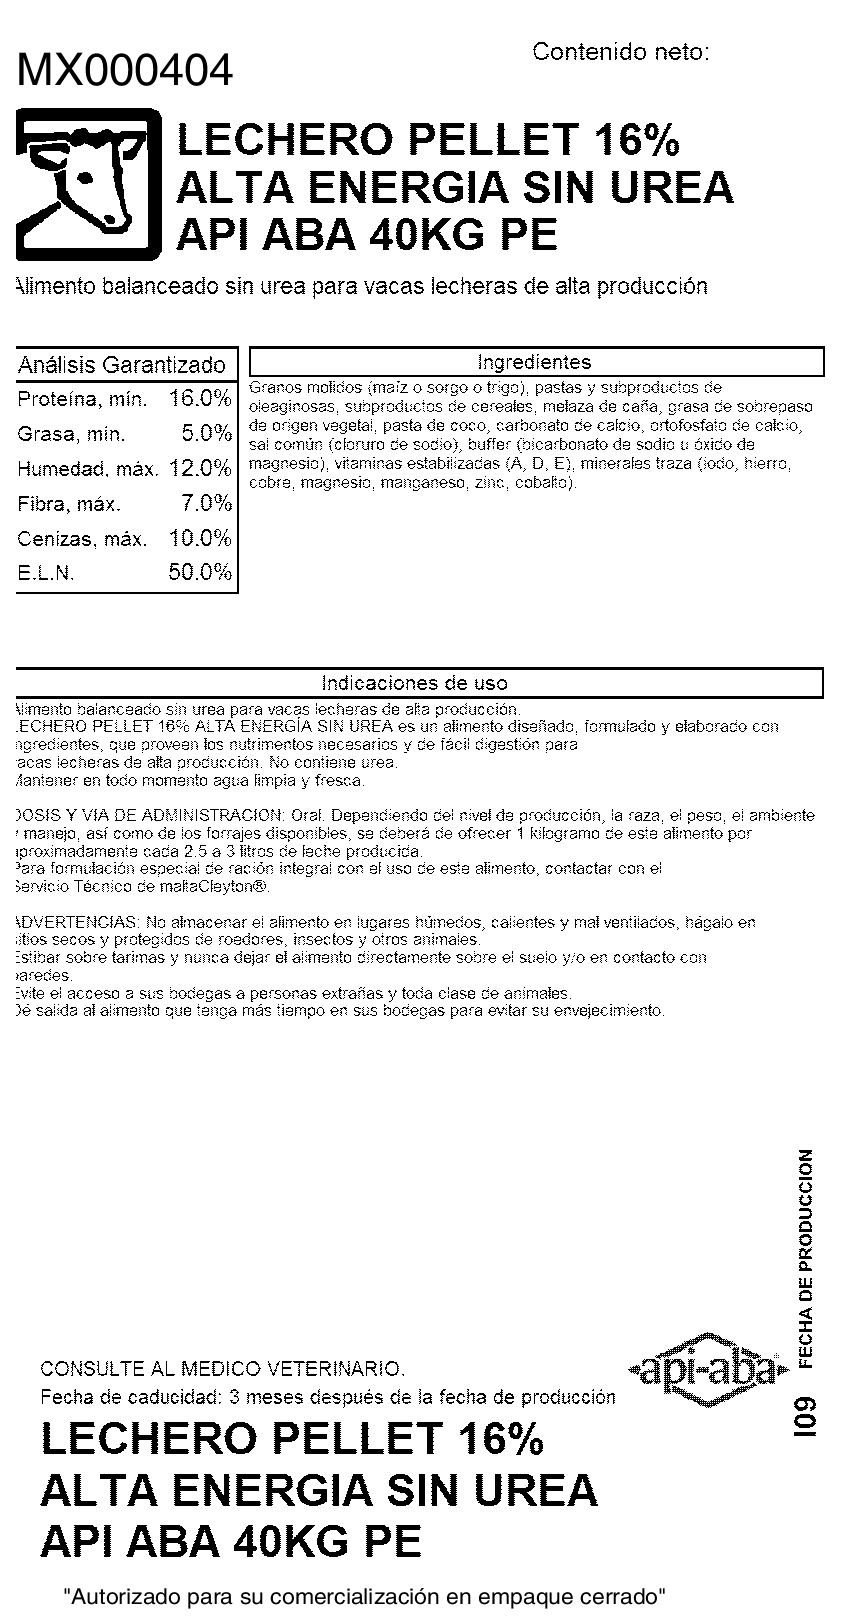 Contenido neto:
MX000404
LECHERO PELLET 16%
ALTA ENERGIA SIN UREA
API ABA 40KG PE
Alimento balanceado sin urea para vacas lecheras de alta producción
Análisis Garantizado
Proteína, mín. 16.0%
Grasa, mín. 5.0%
Humedad, máx. 12.0%
Fibra, máx. 7.0%
Cenizas, máx. 10.0%
E.L.N. 50.0%
Ingredientes
Granos molidos (maíz o sorgo o trigo), pastas y subproductos de
oleaginosas, subproductos de cereales, melaza de caña, grasa de sobrepaso
de origen vegetal, pasta de coco, carbonato de calcio, ortofosfato de calcio,
sal común (cloruro de sodio), buffer (bicarbonato de sodio u óxido de
magnesio), vitaminas estabilizadas (A, D, E), minerales traza (iodo, hierro,
cobre, magnesio, manganeso, zinc, cobalto).
Indicaciones de uso
Alimento balanceado sin urea para vacas lecheras de alta producción.
LECHERO PELLET 16% ALTA ENERGÍA SIN UREA es un alimento diseñado, formulado y elaborado con
ingredientes, que proveen los nutrimentos necesarios y de fácil digestión para
vacas lecheras de alta producción. No contiene urea.
Mantener en todo momento agua limpia y fresca.
DOSIS Y VIA DE ADMINISTRACION: Oral. Dependiendo del nivel de producción, la raza, el peso, el ambiente
y manejo, así como de los forrajes disponibles, se deberá de ofrecer 1 kilogramo de este alimento por
aproximadamente cada 2.5 a 3 litros de leche producida.
Para formulación especial de ración integral con el uso de este alimento, contactar con el
Servicio Técnico de maltaCleyton®.
ADVERTENCIAS: No almacenar el alimento en lugares húmedos, calientes y mal ventilados, hágalo en
sitios secos y protegidos de roedores, insectos y otros animales.
Estibar sobre tarimas y nunca dejar el alimento directamente sobre el suelo y/o en contacto con
paredes.
Evite el acceso a sus bodegas a personas extrañas y toda clase de animales.
Dé salida al alimento que tenga más tiempo en sus bodegas para evitar su envejecimiento.
FECHA DE PRODUCCION
I09
api-aba®
CONSULTE AL MEDICO VETERINARIO.
Fecha de caducidad: 3 meses después de la fecha de producción
LECHERO PELLET 16%
ALTA ENERGIA SIN UREA
API ABA 40KG PE
"Autorizado para su comercialización en empaque cerrado"